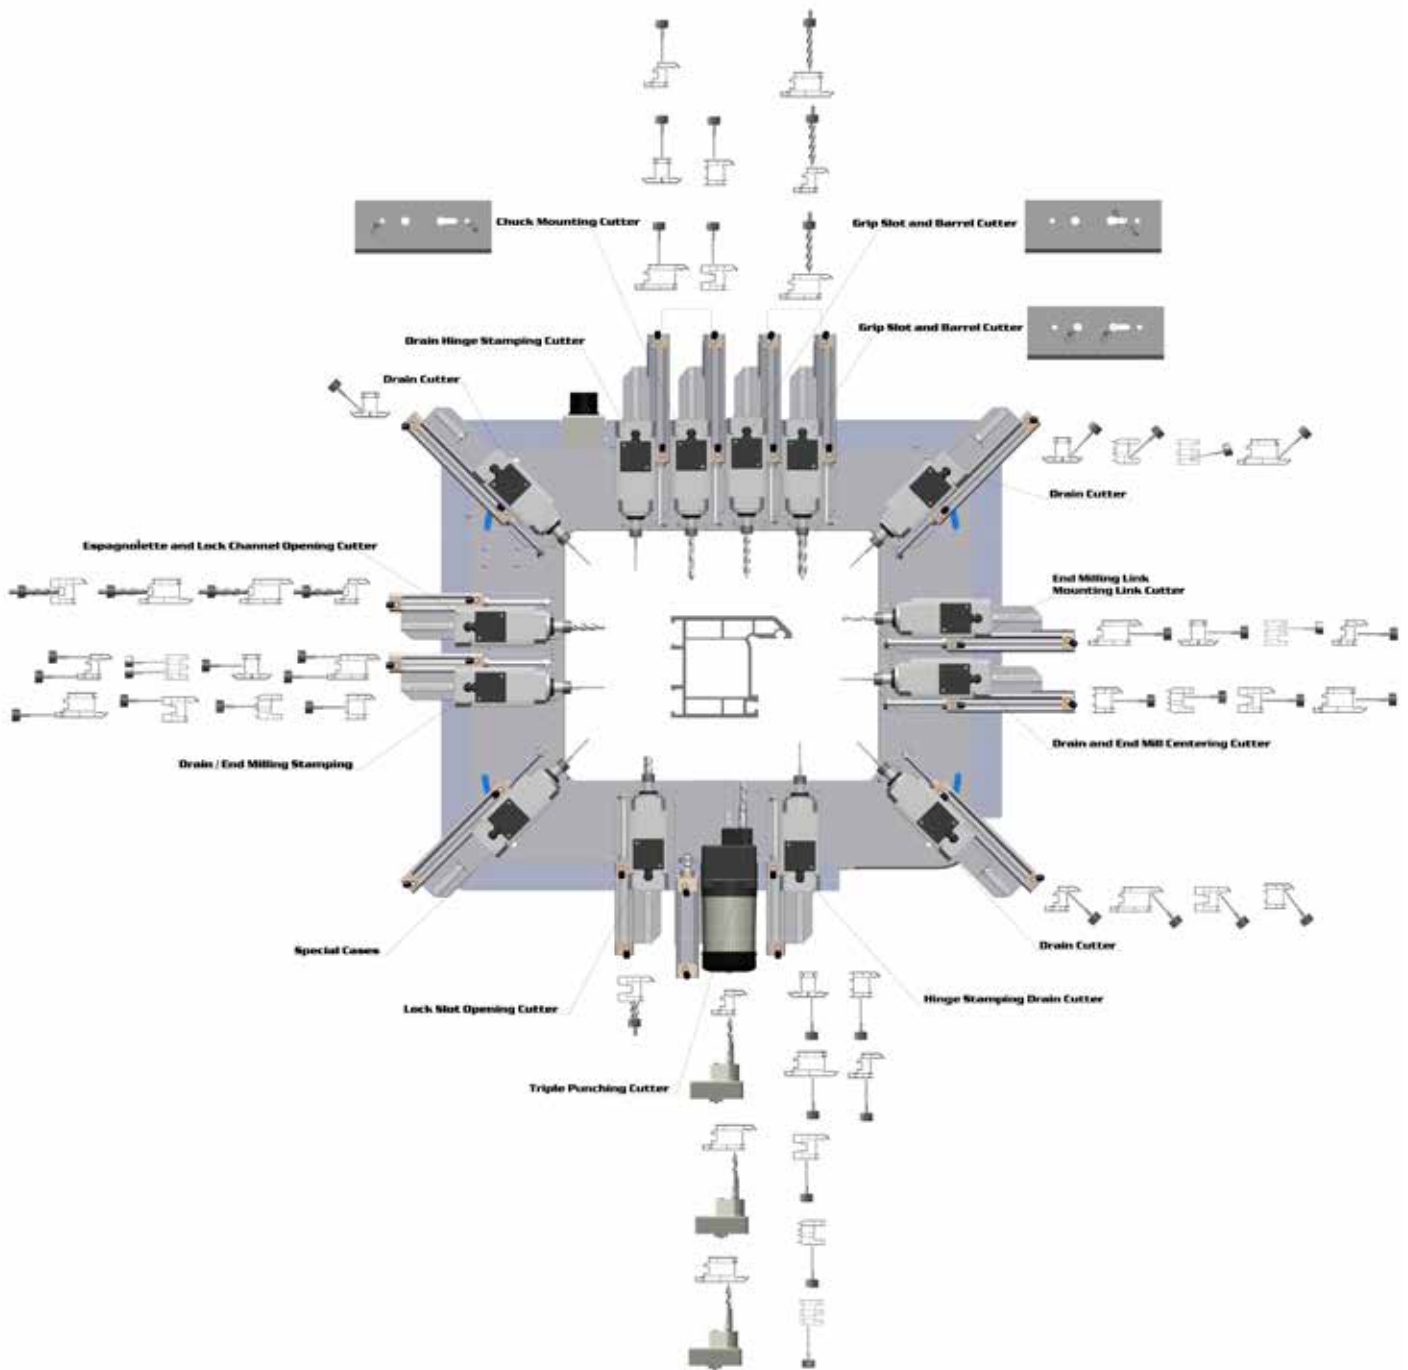 Chuck Mounting Cutter
Grip Slot and Barrel Cutter
Grip Slot and Barrel Cutter
Drain Hinge Stamping Cutter
Drain Cutter
Drain Cutter
Espagnolette and Lock Channel Opening Cutter
End Milling Link
Mounting Link Cutter
Drain and End Mill Centering Cutter
Drain / End Milling Stamping
Special Cases
Drain Cutter
Hinge Stamping Drain Cutter
Lock Slot Opening Cutter
Triple Punching Cutter